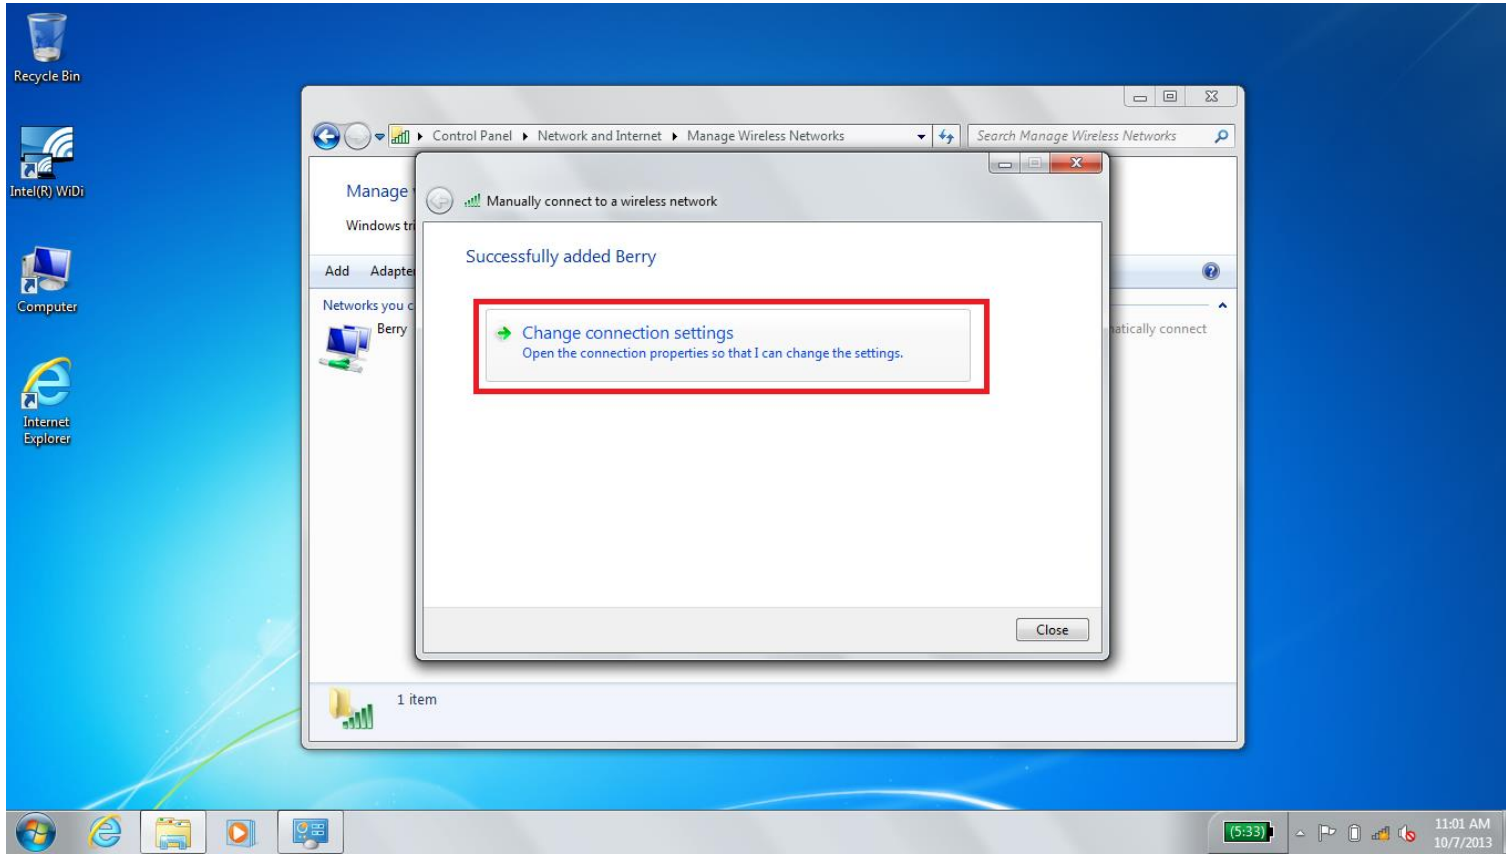 Recycle Bin
Intel(R) WiDi
Computer
Internet
Explorer
Control Panel Network and Internet Manage Wireless Networks
Search Manage Wireless Networks
Manage
Windows tri
Add Adapte
Networks you c
Berry
Manually connect to a wireless network
Successfully added Berry
Change connection settings
Open the connection properties so that I can change the settings.
atically connect
Close
1 item
(5:33)
11:01 AM
10/7/2013